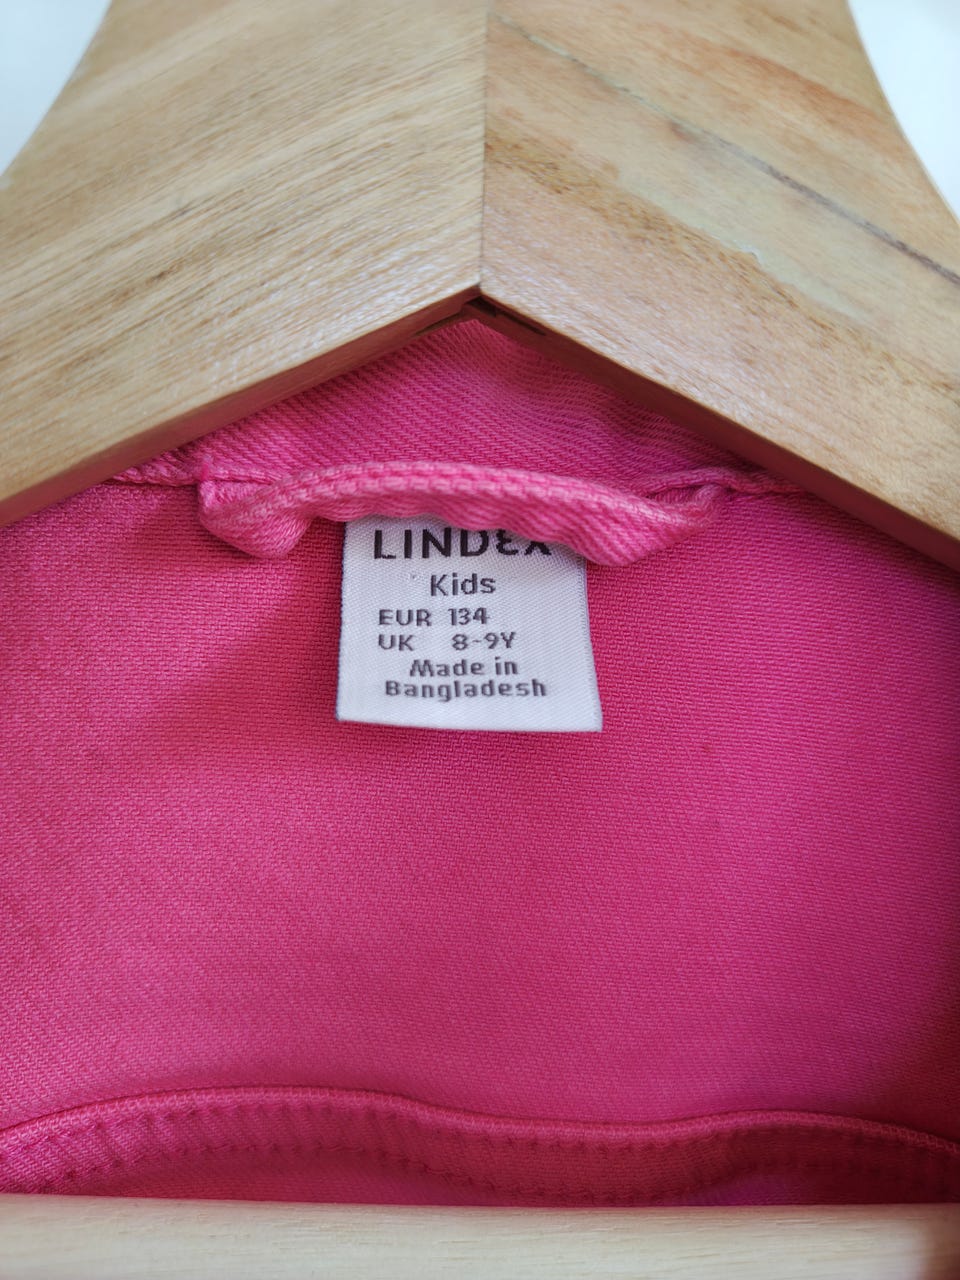 LINDEX
Kids
EUR 134
UK 8-9Y
Made in
Bangladesh